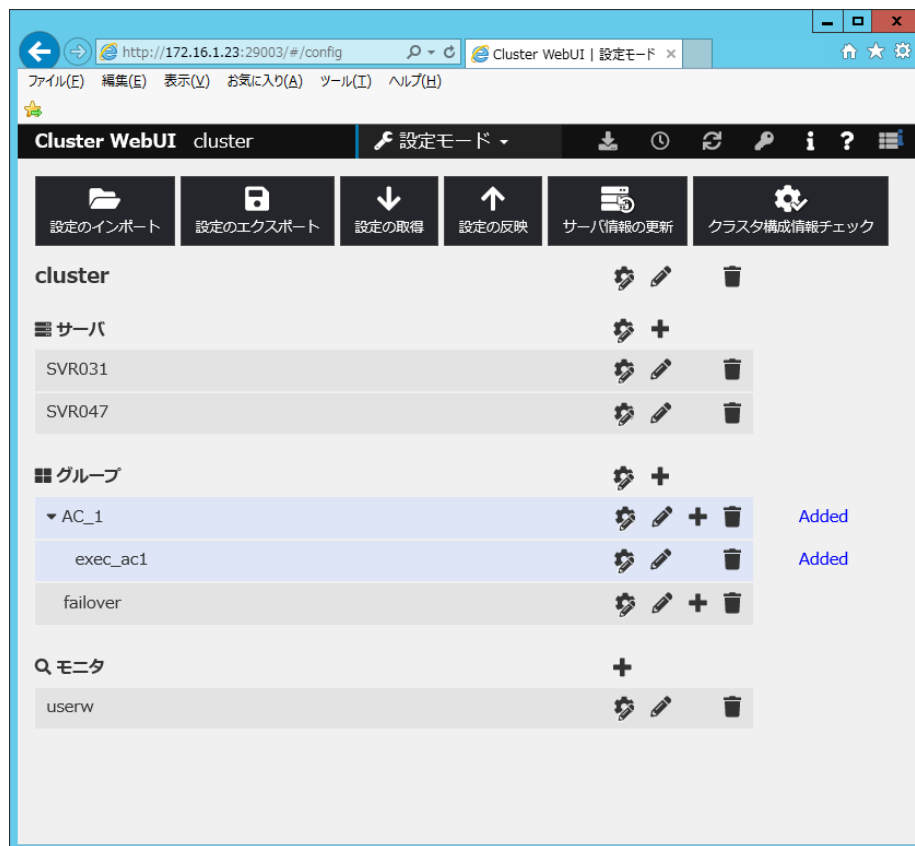 http://172.16.1.23:29003/#/config
Cluster WebUI | 設定モード
ファイル(F) 編集(E) 表示(V) お気に入り(A) ツール(T) ヘルプ(H)
Cluster WebUI cluster 設定モード
設定のインポート 設定のエクスポート 設定の取得 設定の反映 サーバ情報の更新 クラスタ構成情報チェック
cluster
サーバ
SVR031
SVR047
グループ
AC_1 Added
exec_ac1 Added
failover
モニタ
userw